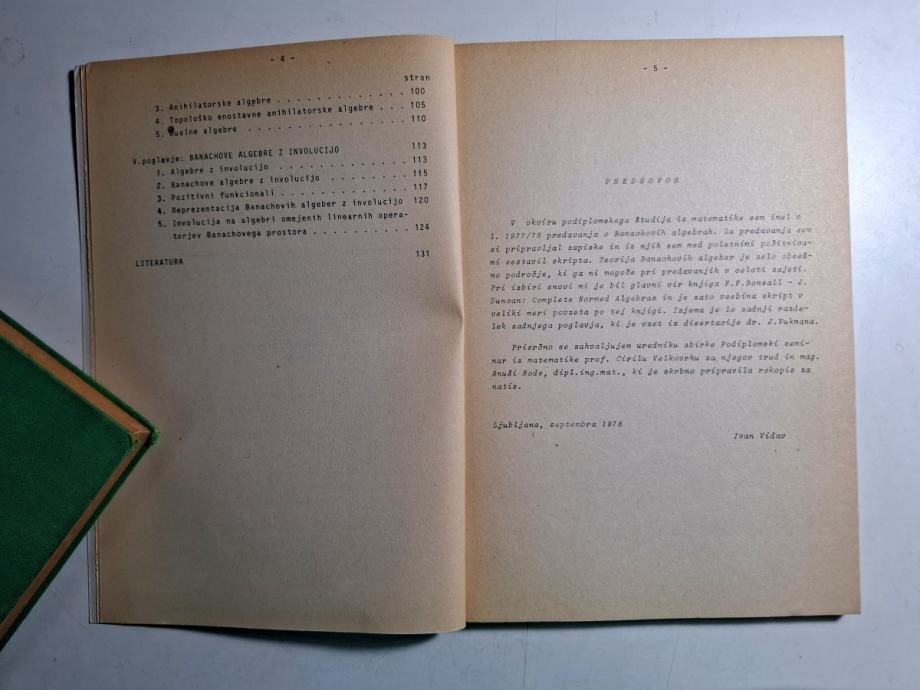 - 4 -
stran
3. Anihilatorske algebre . . . . . . . . . . . . . 100
4. Topološko enostavne anihilatorske algebre . . . 105
5. Dualne algebre . . . . . . . . . . . . . . . . 110
V.poglavje: BANACHOVE ALGEBRE Z INVOLUCIJO 113
1. Algebre z involucijo . . . . . . . . . . . . . 113
2. Banachove algebre z involucijo . . . . . . . . 115
3. Pozitivni funkcionali . . . . . . . . . . . . . 117
4. Reprezentacija Banachovih algeber z involucijo 120
5. Involucija na algebri omejenih linearnih opera-
torjev Banachovega prostora . . . . . . . . . . 124
LITERATURA 131
- 5 -
PREDGOVOR
V okviru podiplomskega študija iz matematike sem imel v
l. 1977/78 predavanja o Banachovih algebrah. Za predavanja sem
si pripravljal zapiske in iz njih sem med poletnimi počitnica-
mi sestavil skripta. Teorija Banachovih algeber je zelo obsež-
no področje, ki ga ni mogoče pri predavanjih v celoti zajeti.
Pri izbiri snovi mi je bil glavni vir knjiga F.F.Bonsall - J.
Duncan: Complete Normed Algebras in je zato vsebina skript v
veliki meri povzeta po tej knjigi. Izjema je le zadnji razde-
lek zadnjega poglavja, ki je vzet iz disertacije dr. J.Vukmana.
Prisrčno se zahvaljujem uredniku zbirke Podiplomski semi-
nar iz matematike prof. Cirilu Velkovrhu za njegov trud in mag.
Anuši Rode, dipl.ing.mat., ki je skrbno pripravila rokopis za
natis.
Ljubljana, septembra 1978
Ivan Vidav